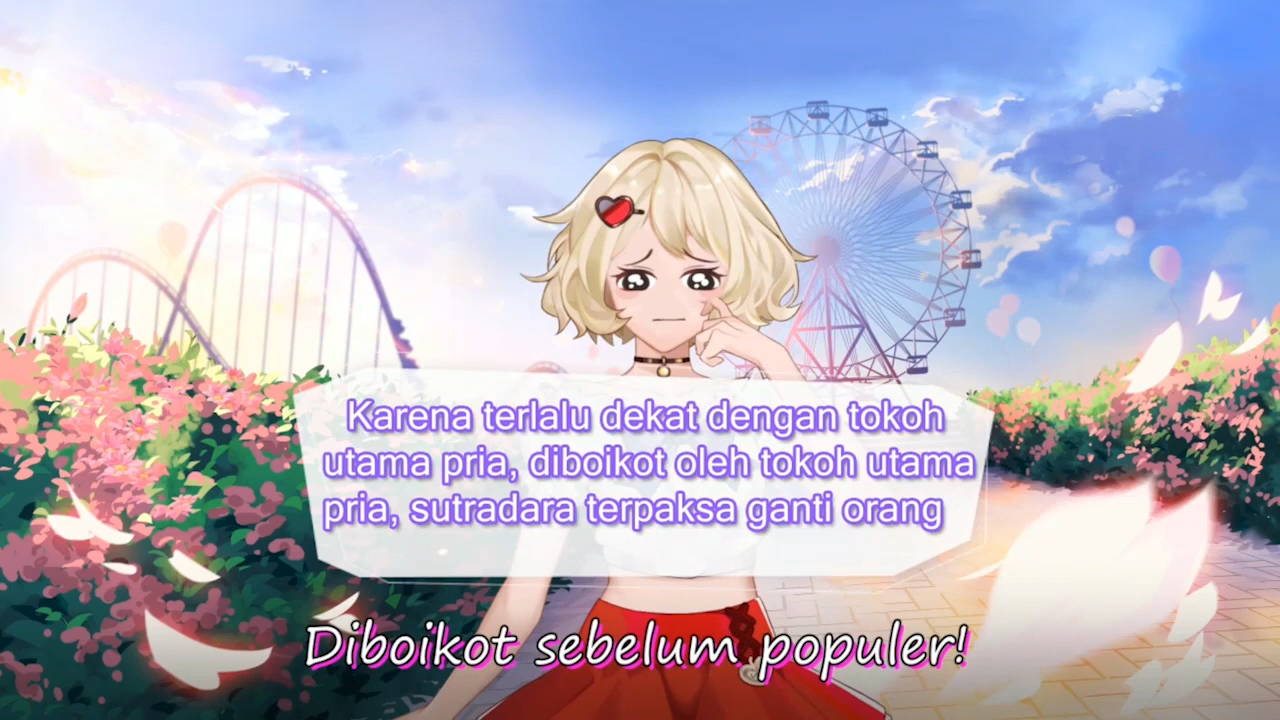 Karena terlalu dekat dengan tokoh
utama pria, diboikot oleh tokoh utama
pria, sutradara terpaksa ganti orang
Diboikot sebelum populer!